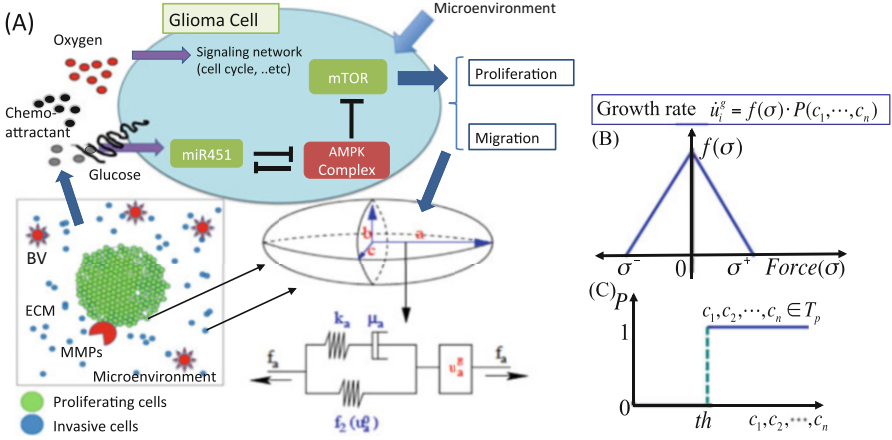 (A)
Glioma Cell
Microenvironment
Oxygen
Signaling network
(cell cycle, ..etc)
mTOR
Proliferation
Chemo-
attractant
miR451
AMPK
Complex
Migration
Glucose
BV
ECM
MMPs
Microenvironment
b
a
c
kₐ
μₐ
fₐ
fₐ
uₐᵍ
f₂ (uₐ⁰)
Proliferating cells
Invasive cells
Growth rate u̇ᵢᵍ = f(σ)·P(c₁,⋯,cₙ)
(B)
f(σ)
σ⁻
0
σ⁺
Force(σ)
(C)
P
1
c₁, c₂, ⋯, cₙ ∈ Tₚ
0
th
c₁, c₂, ⋯, cₙ